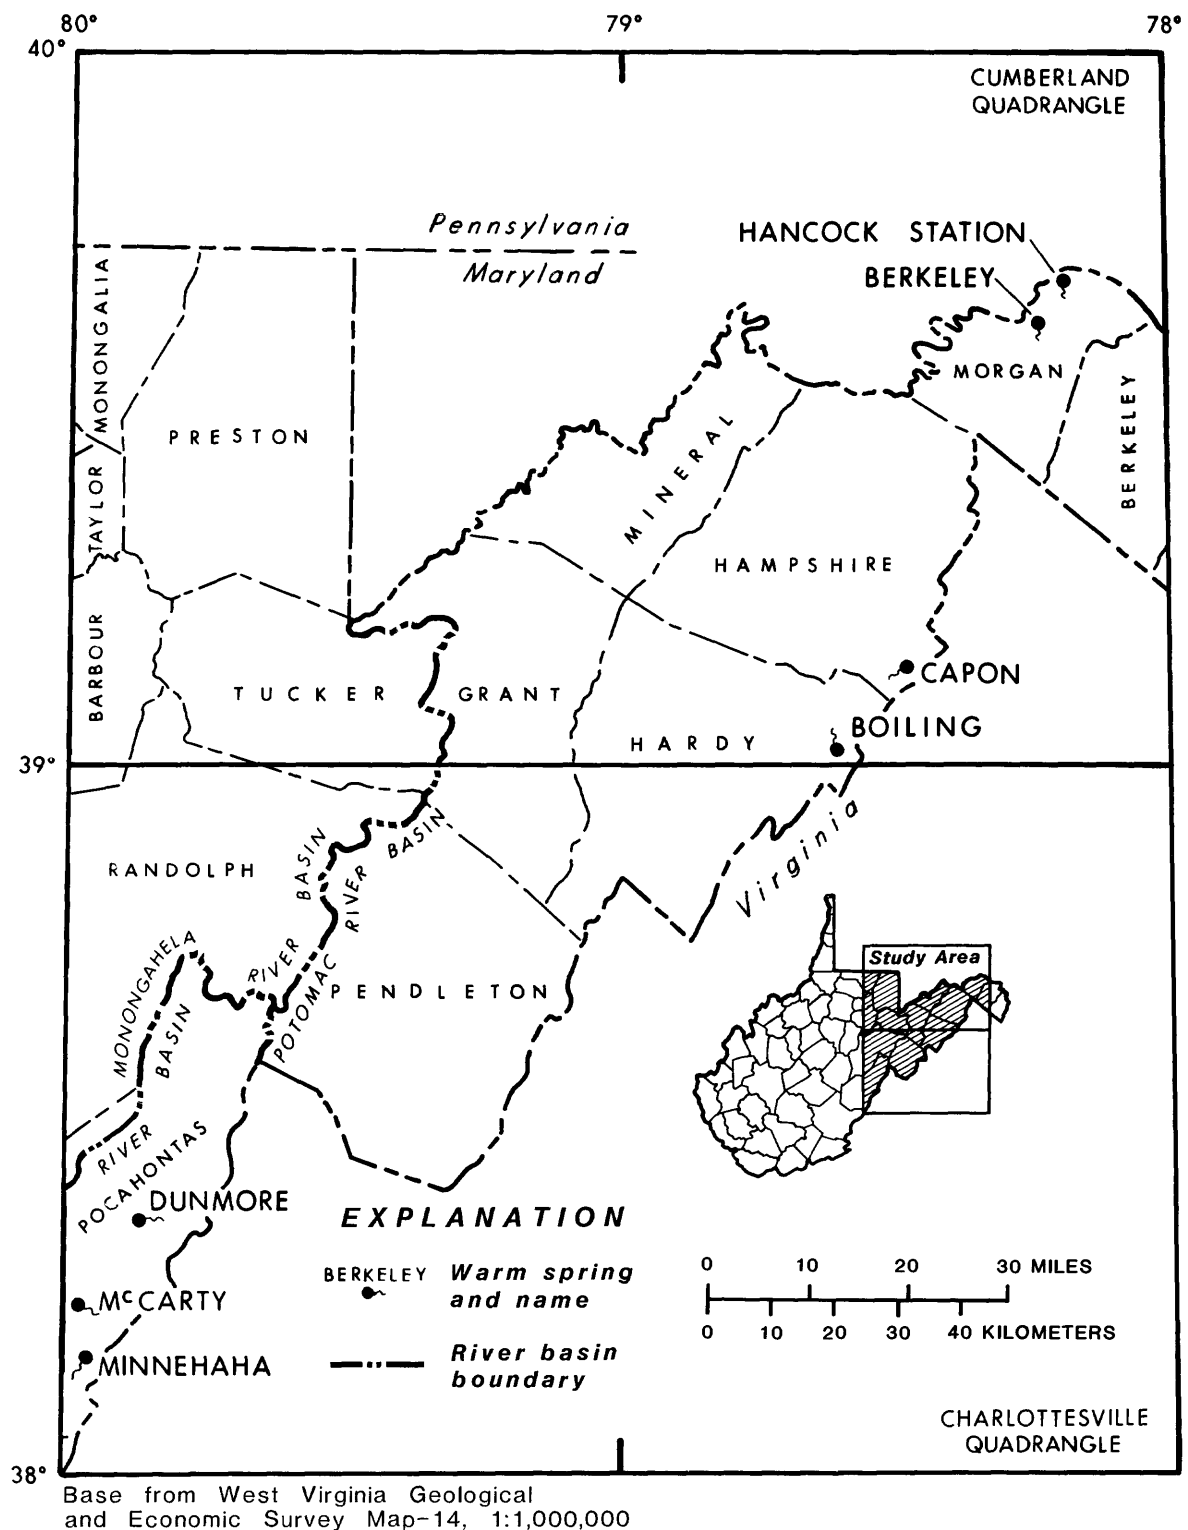 80°
79°
78°
40°
CUMBERLAND
QUADRANGLE
Pennsylvania
Maryland
HANCOCK STATION
BERKELEY
MONONGALIA
PRESTON
MORGAN
BERKELEY
MINERAL
TAYLOR
HAMPSHIRE
BARBOUR
TUCKER
GRANT
CAPON
BOILING
HARDY
39°
RANDOLPH
BASIN
RIVER
BASIN
Virginia
MONONGAHELA
RIVER
BASIN
POTOMAC
PENDLETON
Study Area
RIVER
POCAHONTAS
DUNMORE
EXPLANATION
BERKELEY
Warm spring
and name
McCARTY
MINNEHAHA
River basin
boundary
0 10 20 30 MILES
0 10 20 30 40 KILOMETERS
CHARLOTTESVILLE
QUADRANGLE
38°
Base from West Virginia Geological
and Economic Survey Map-14, 1:1,000,000